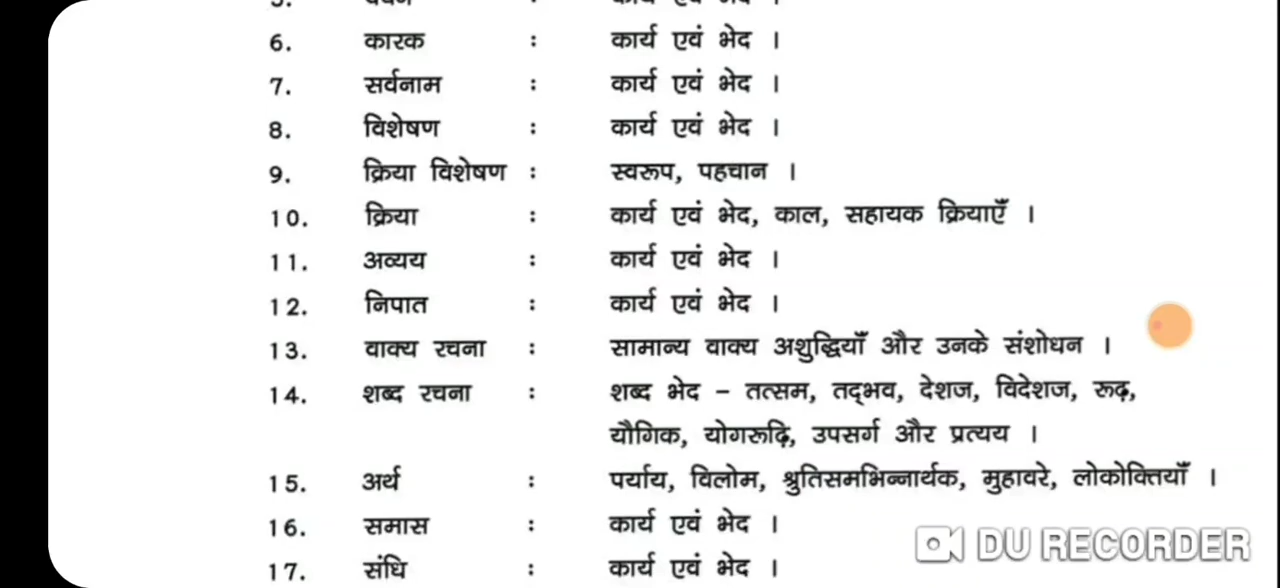 6. कारक : कार्य एवं भेद ।
7. सर्वनाम : कार्य एवं भेद ।
8. विशेषण : कार्य एवं भेद ।
9. क्रिया विशेषण : स्वरूप, पहचान ।
10. क्रिया : कार्य एवं भेद, काल, सहायक क्रियाएँ ।
11. अव्यय : कार्य एवं भेद ।
12. निपात : कार्य एवं भेद ।
13. वाक्य रचना : सामान्य वाक्य अशुद्धियाँ और उनके संशोधन ।
14. शब्द रचना : शब्द भेद – तत्सम, तद्भव, देशज, विदेशज, रूढ़,
यौगिक, योगरूढ़ि, उपसर्ग और प्रत्यय ।
15. अर्थ : पर्याय, विलोम, श्रुतिसमभिन्नार्थक, मुहावरे, लोकोक्तियाँ ।
16. समास : कार्य एवं भेद ।
DU RECORDER
17. संधि : कार्य एवं भेद ।